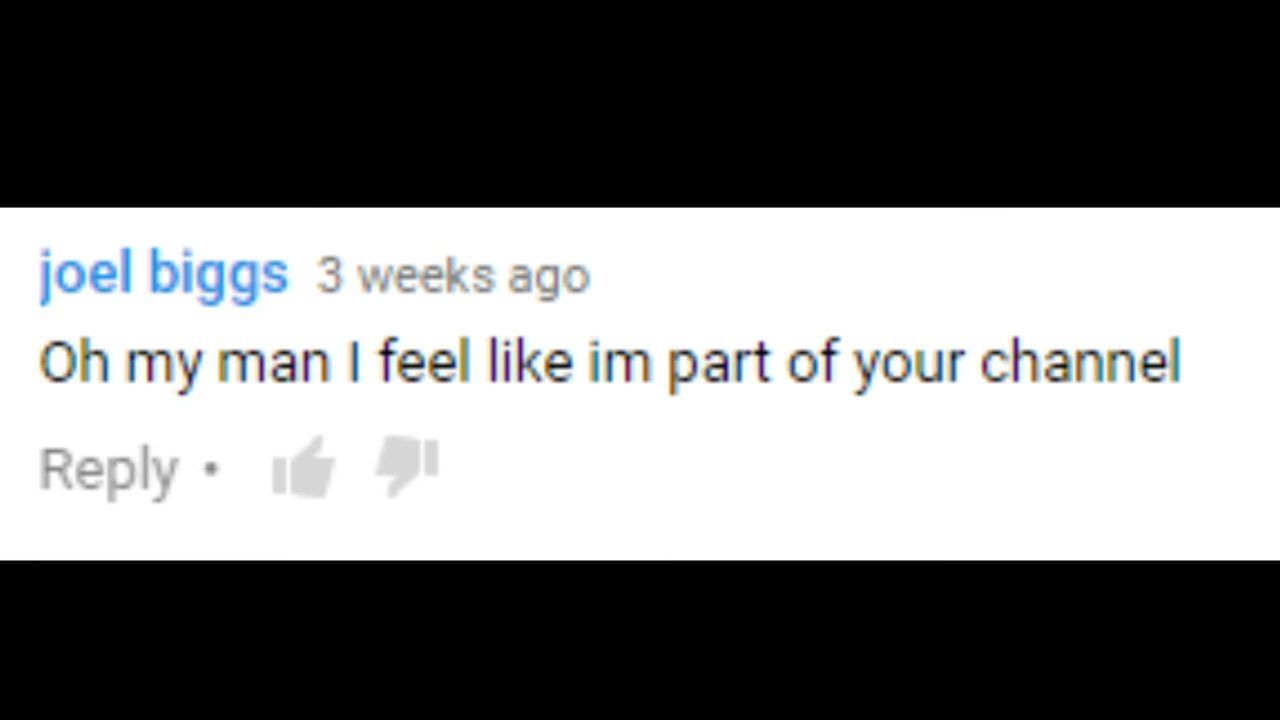 joel biggs 3 weeks ago
Oh my man I feel like im part of your channel
Reply •